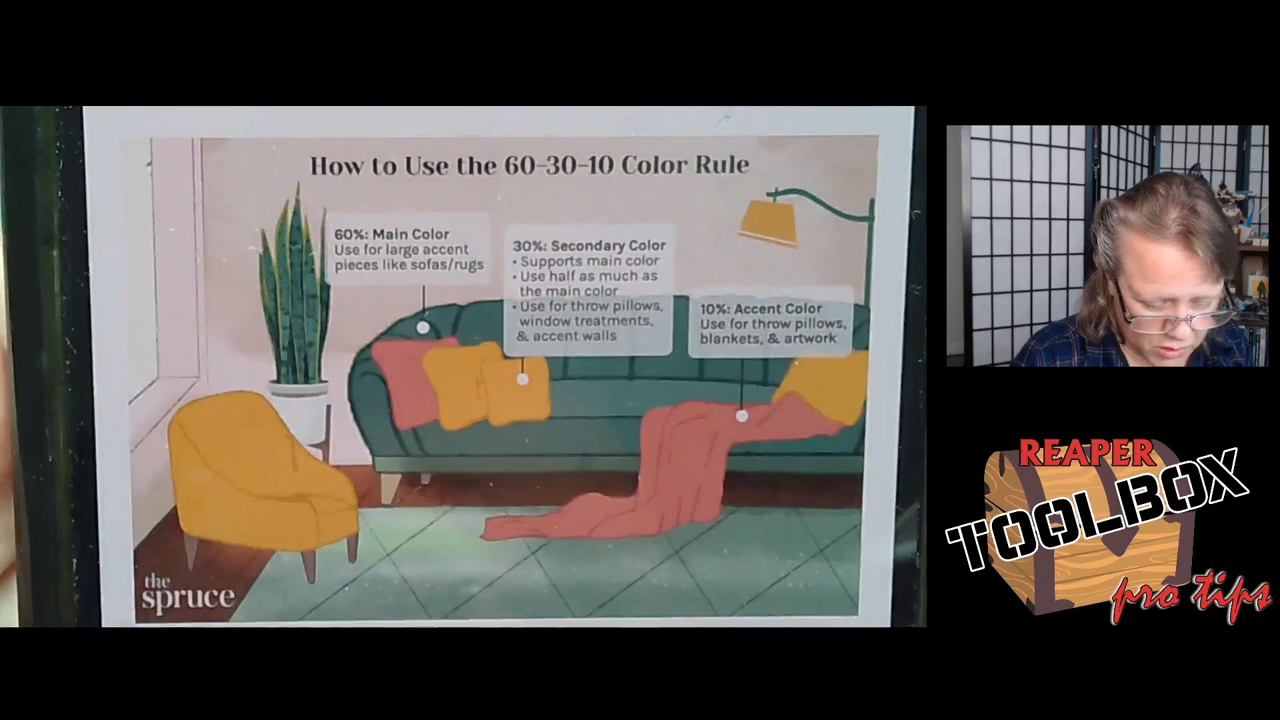 How to Use the 60-30-10 Color Rule
60%: Main Color
Use for large accent
pieces like sofas/rugs
30%: Secondary Color
• Supports main color
• Use half as much as
the main color
• Use for throw pillows,
window treatments,
& accent walls
10%: Accent Color
Use for throw pillows,
blankets, & artwork
the
spruce
REAPER
TOOLBOX
pro tips